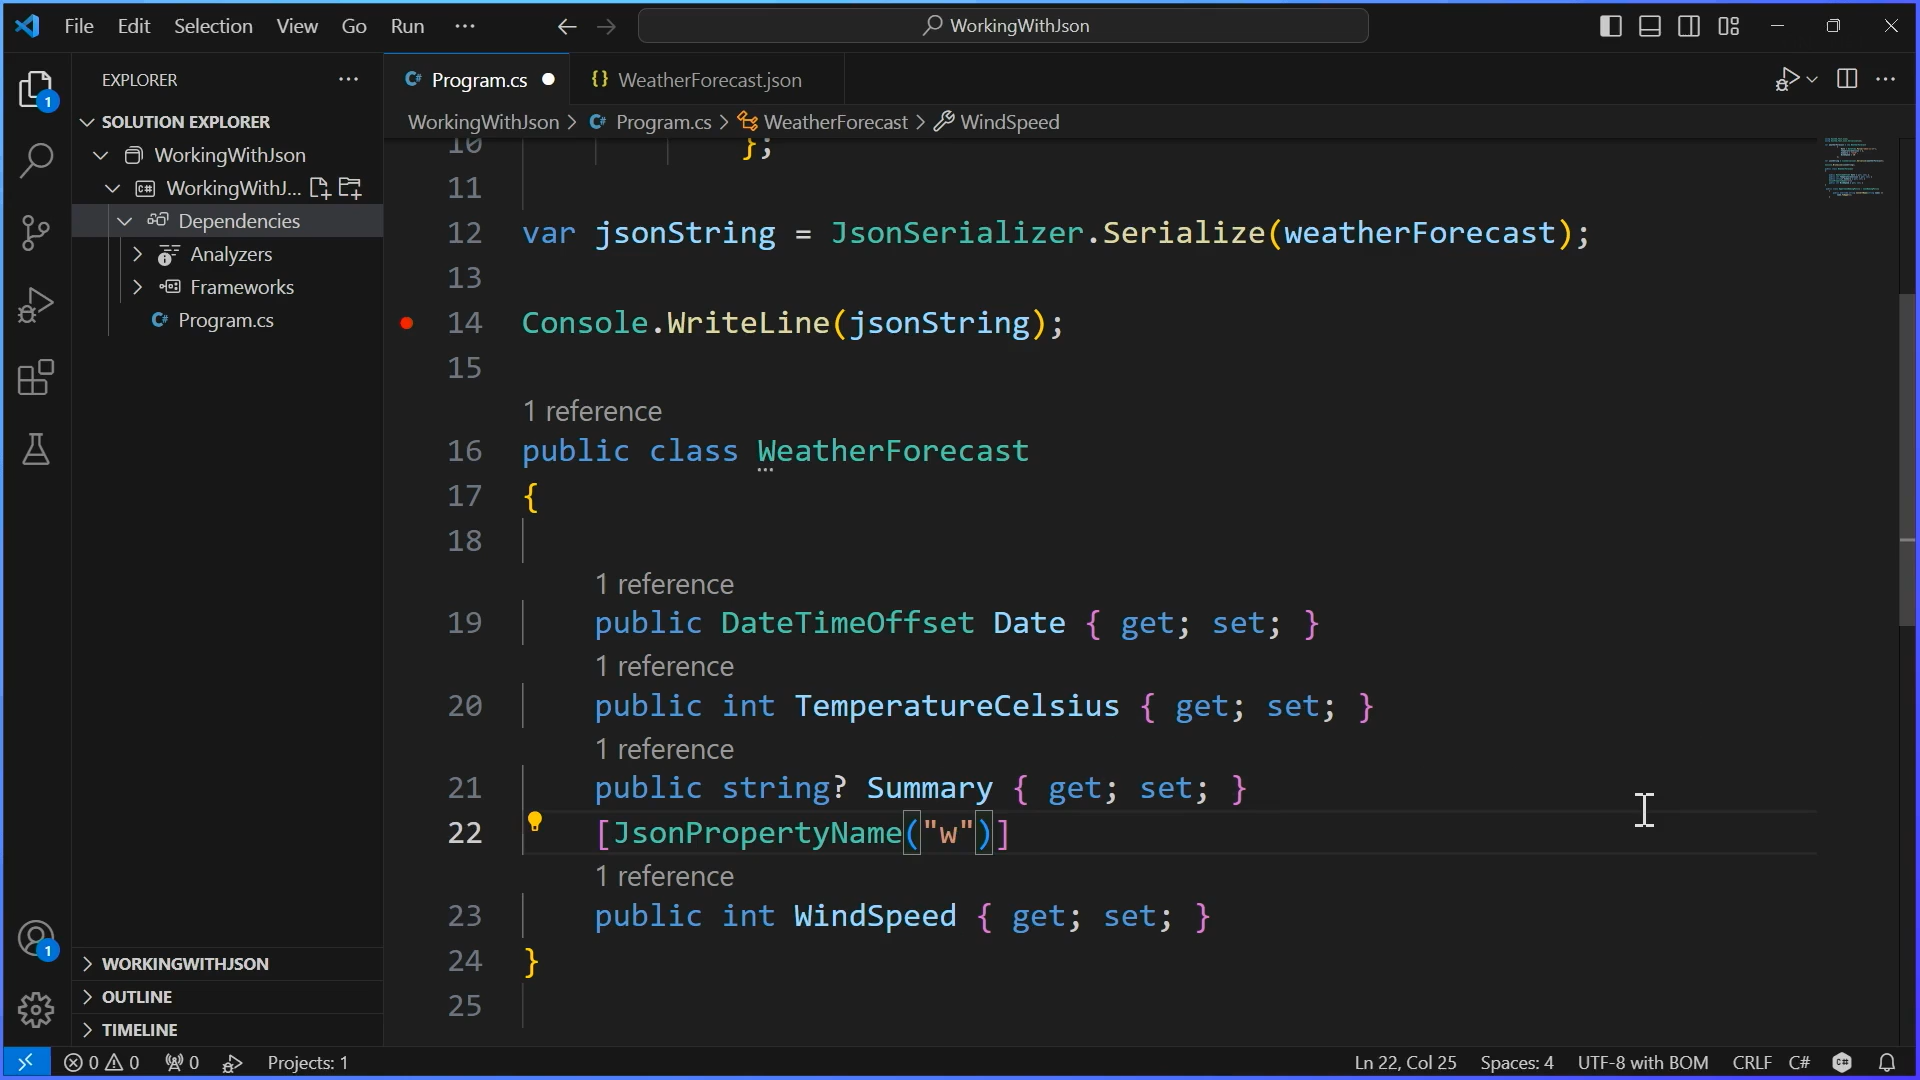 File Edit Selection View Go Run ··· WorkingWithJson
EXPLORER ···
SOLUTION EXPLORER
WorkingWithJson
WorkingWithJ...
Dependencies
Analyzers
Frameworks
C# Program.cs
WORKINGWITHJSON
OUTLINE
TIMELINE
1
1
C# Program.cs
{} WeatherForecast.json
WorkingWithJson > C# Program.cs > WeatherForecast > WindSpeed
10 };
11
12 var jsonString = JsonSerializer.Serialize(weatherForecast);
13
14 Console.WriteLine(jsonString);
15
1 reference
16 public class WeatherForecast
17 {
18
1 reference
19 public DateTimeOffset Date { get; set; }
1 reference
20 public int TemperatureCelsius { get; set; }
1 reference
21 public string? Summary { get; set; }
22 [JsonPropertyName("w")]
1 reference
23 public int WindSpeed { get; set; }
24 }
25
0 0 0 Projects: 1 Ln 22, Col 25 Spaces: 4 UTF-8 with BOM CRLF C#